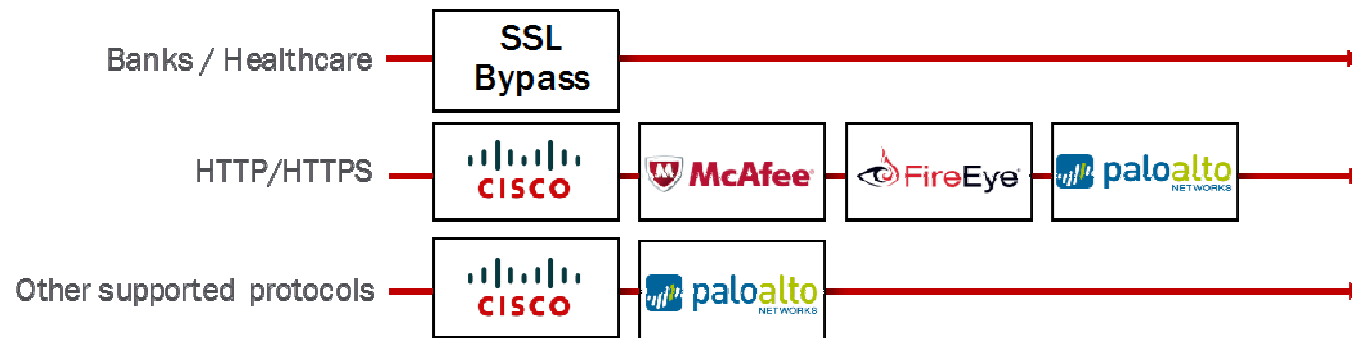 Banks / Healthcare
SSL
Bypass
HTTP/HTTPS
CISCO
McAfee
FireEye
paloalto
NETWORKS
Other supported protocols
CISCO
paloalto
NETWORKS